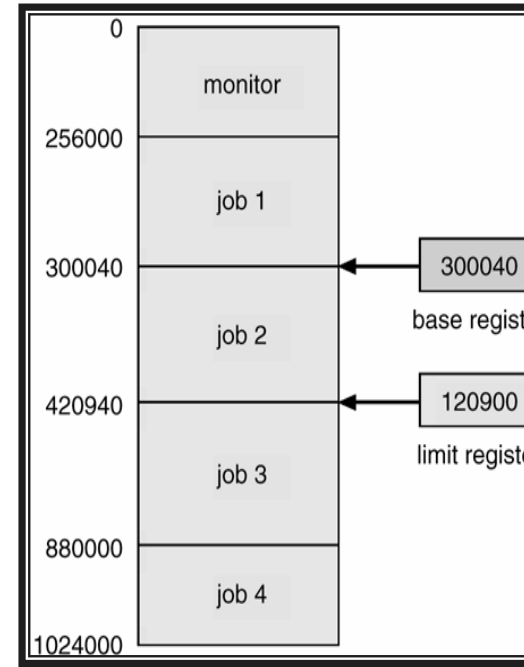 0
monitor
256000
job 1
300040
300040
base regist
job 2
420940
120900
limit registe
job 3
880000
job 4
1024000